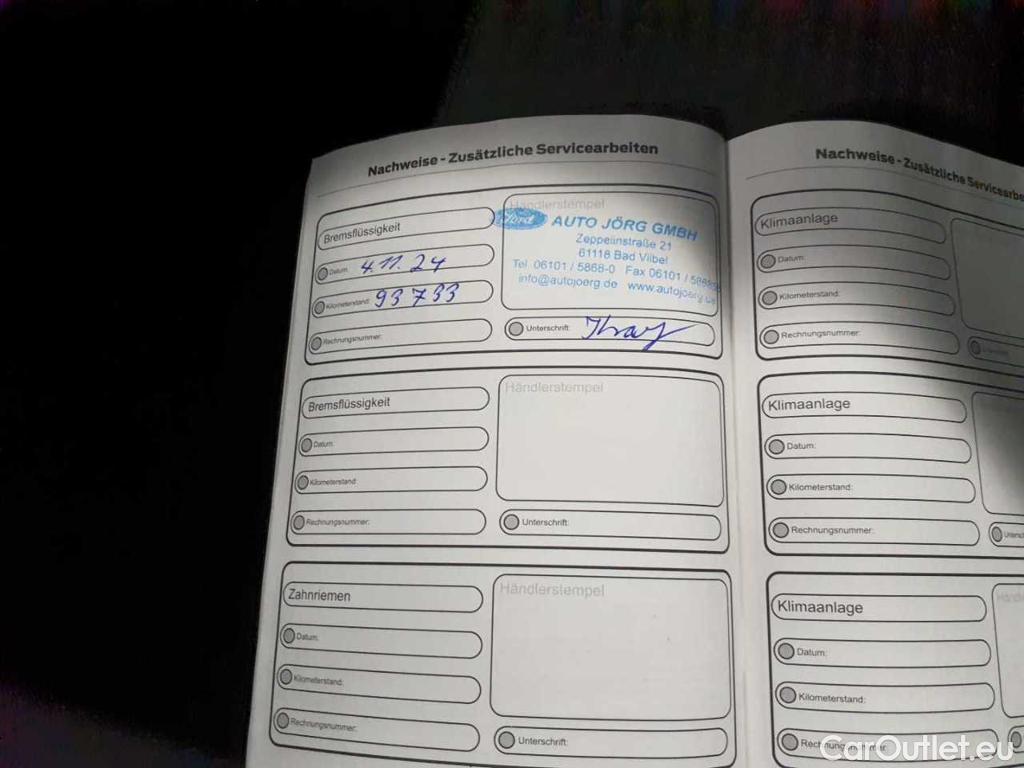 Nachweise - Zusätzliche Servicearbeiten
Bremsflüssigkeit
Datum: 4.11.24
Kilometerstand: 93733
Rechnungsnummer:
Händlerstempel
Ford AUTO JÖRG GMBH
Zeppelinstraße 21
61118 Bad Vilbel
Tel 06101 / 5868-0 Fax 06101 /
info@autojoerg.de www.autojoerg.de
Unterschrift:
Bremsflüssigkeit
Datum:
Kilometerstand:
Rechnungsnummer:
Händlerstempel
Unterschrift:
Zahnriemen
Datum:
Kilometerstand:
Rechnungsnummer:
Händlerstempel
Unterschrift:
Nachweise - Zusätzliche Servicearbe
Klimaanlage
Datum:
Kilometerstand:
Rechnungsnummer:
Klimaanlage
Datum:
Kilometerstand:
Rechnungsnummer:
Untersch
Klimaanlage
Datum:
Kilometerstand:
Rechnungsnummer:
CarOutlet.eu